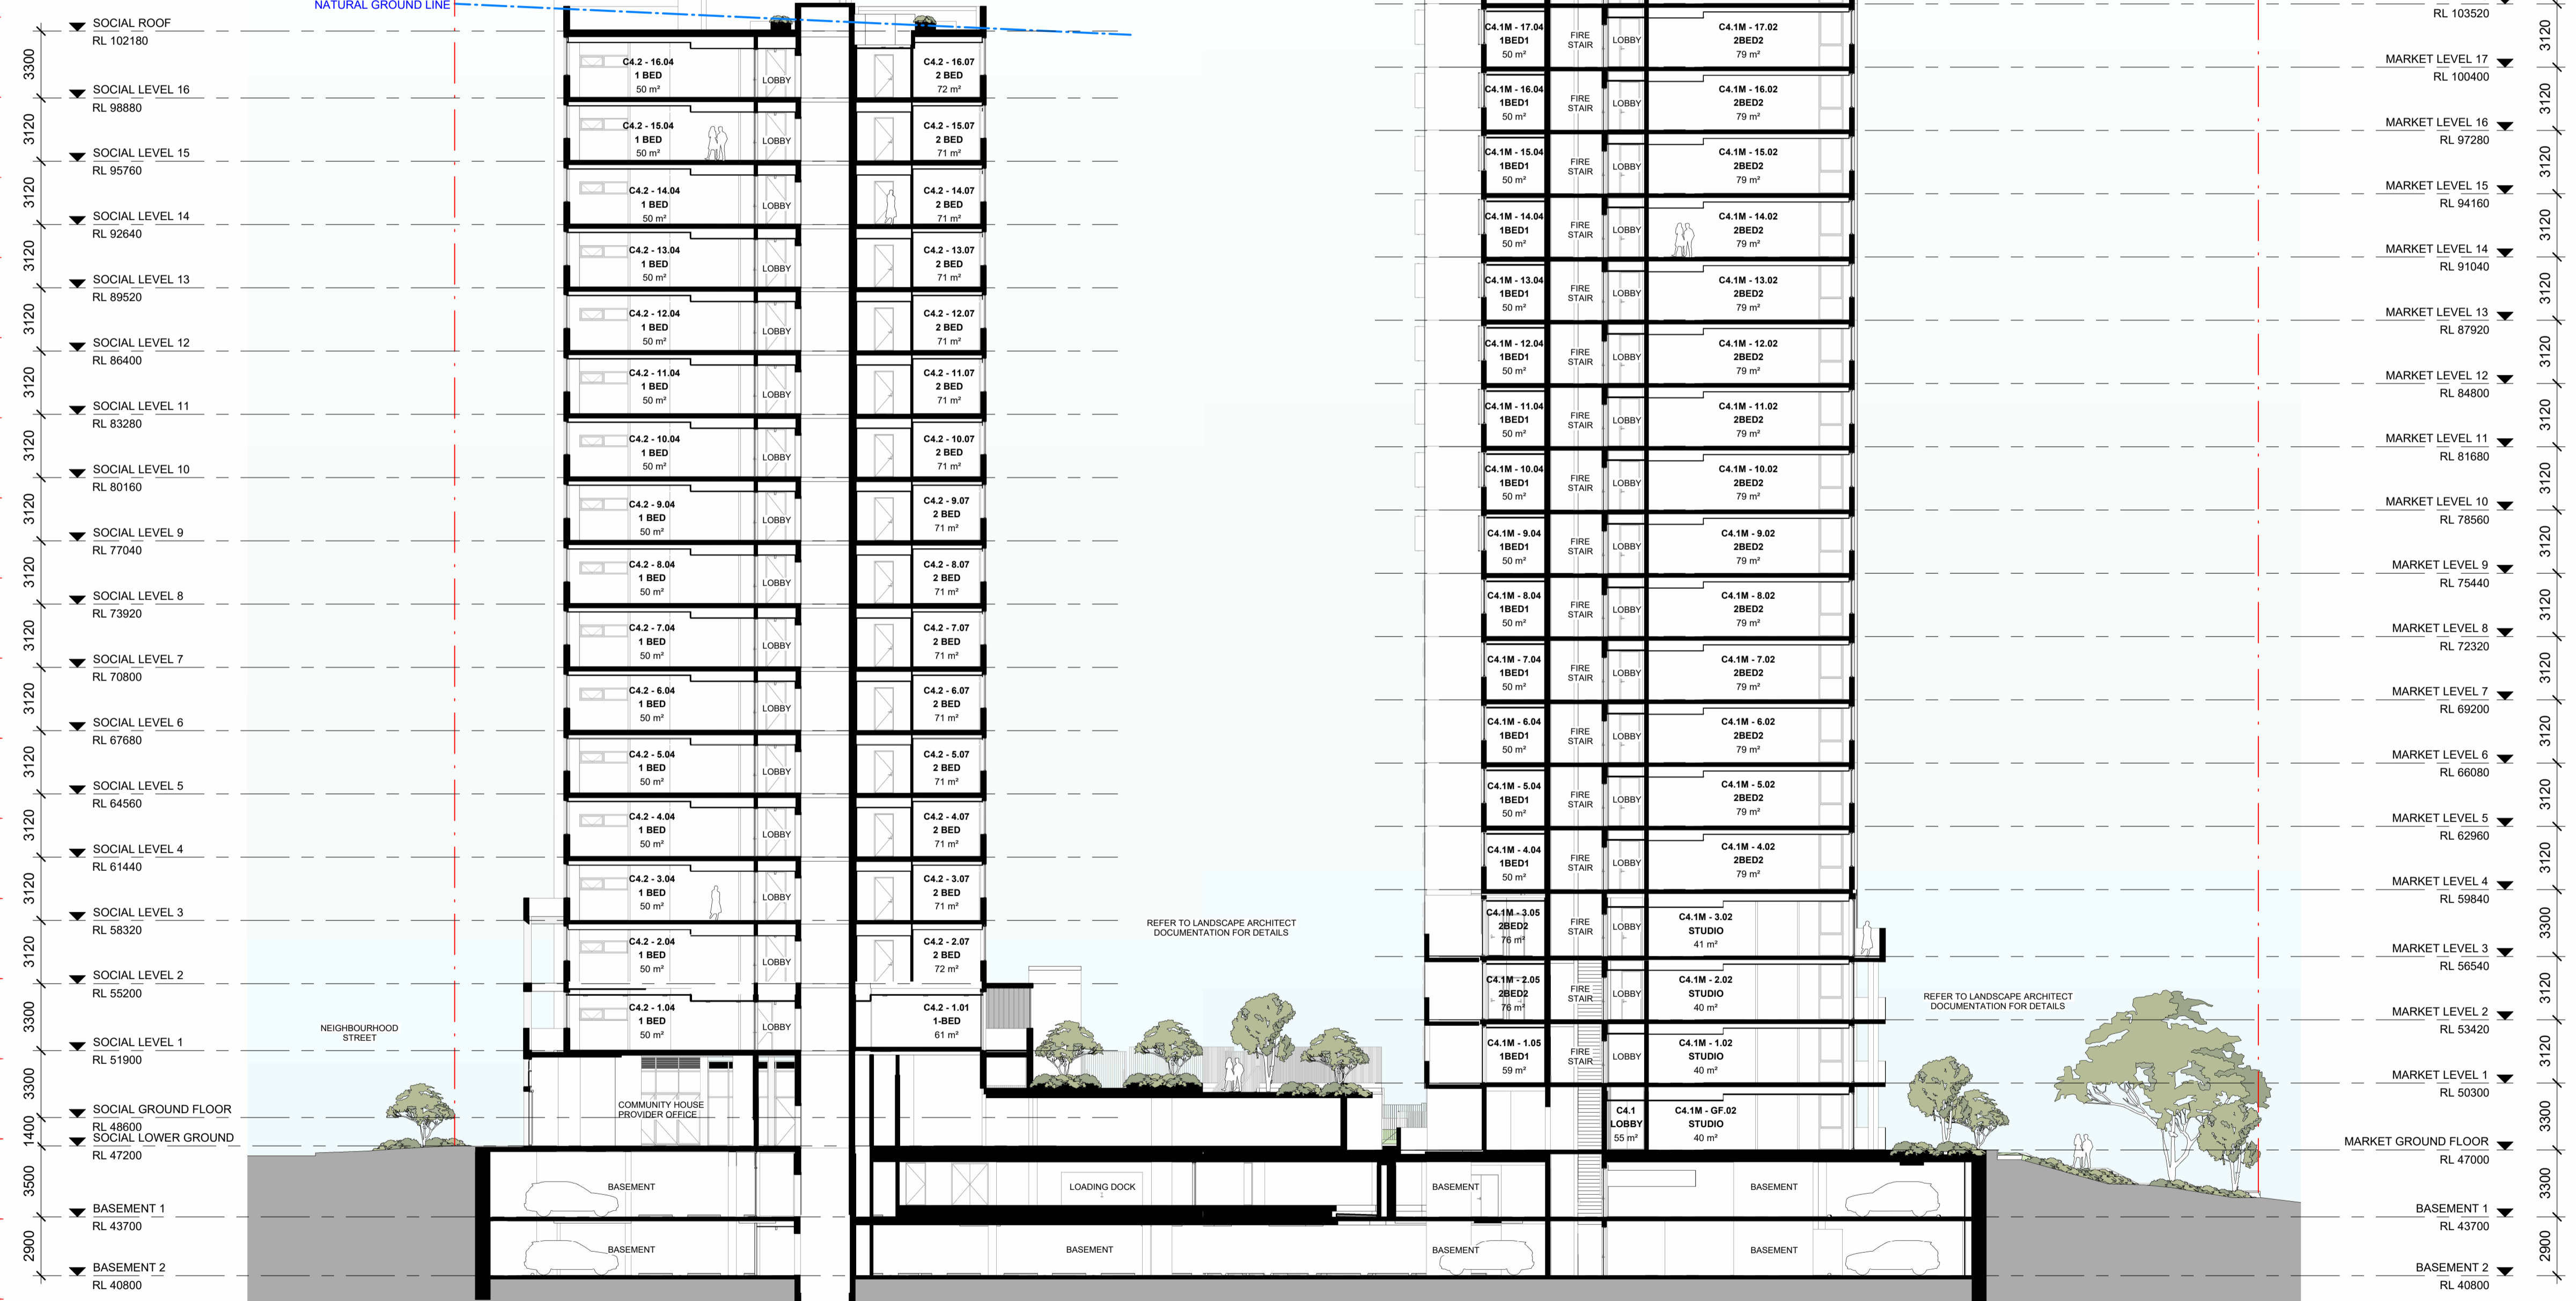 NATURAL GROUND LINE
SOCIAL ROOF
RL 102180
3300
SOCIAL LEVEL 16
RL 98880
3120
SOCIAL LEVEL 15
RL 95760
3120
SOCIAL LEVEL 14
RL 92640
3120
SOCIAL LEVEL 13
RL 89520
3120
SOCIAL LEVEL 12
RL 86400
3120
SOCIAL LEVEL 11
RL 83280
3120
SOCIAL LEVEL 10
RL 80160
3120
SOCIAL LEVEL 9
RL 77040
3120
SOCIAL LEVEL 8
RL 73920
3120
SOCIAL LEVEL 7
RL 70800
3120
SOCIAL LEVEL 6
RL 67680
3120
SOCIAL LEVEL 5
RL 64560
3120
SOCIAL LEVEL 4
RL 61440
3120
SOCIAL LEVEL 3
RL 58320
3120
SOCIAL LEVEL 2
RL 55200
3300
SOCIAL LEVEL 1
RL 51900
3300
SOCIAL GROUND FLOOR
RL 48600
1400
SOCIAL LOWER GROUND
RL 47200
3500
BASEMENT 1
RL 43700
2900
BASEMENT 2
RL 40800
C4.2 - 16.04
1 BED
50 m²
LOBBY
C4.2 - 16.07
2 BED
72 m²
C4.2 - 15.04
1 BED
50 m²
LOBBY
C4.2 - 15.07
2 BED
71 m²
C4.2 - 14.04
1 BED
50 m²
LOBBY
C4.2 - 14.07
2 BED
71 m²
C4.2 - 13.04
1 BED
50 m²
LOBBY
C4.2 - 13.07
2 BED
71 m²
C4.2 - 12.04
1 BED
50 m²
LOBBY
C4.2 - 12.07
2 BED
71 m²
C4.2 - 11.04
1 BED
50 m²
LOBBY
C4.2 - 11.07
2 BED
71 m²
C4.2 - 10.04
1 BED
50 m²
LOBBY
C4.2 - 10.07
2 BED
71 m²
C4.2 - 9.04
1 BED
50 m²
LOBBY
C4.2 - 9.07
2 BED
71 m²
C4.2 - 8.04
1 BED
50 m²
LOBBY
C4.2 - 8.07
2 BED
71 m²
C4.2 - 7.04
1 BED
50 m²
LOBBY
C4.2 - 7.07
2 BED
71 m²
C4.2 - 6.04
1 BED
50 m²
LOBBY
C4.2 - 6.07
2 BED
71 m²
C4.2 - 5.04
1 BED
50 m²
LOBBY
C4.2 - 5.07
2 BED
71 m²
C4.2 - 4.04
1 BED
50 m²
LOBBY
C4.2 - 4.07
2 BED
71 m²
C4.2 - 3.04
1 BED
50 m²
LOBBY
C4.2 - 3.07
2 BED
71 m²
C4.2 - 2.04
1 BED
50 m²
LOBBY
C4.2 - 2.07
2 BED
72 m²
C4.2 - 1.04
1 BED
50 m²
LOBBY
C4.2 - 1.01
1-BED
61 m²
NEIGHBOURHOOD
STREET
COMMUNITY HOUSE
PROVIDER OFFICE
REFER TO LANDSCAPE ARCHITECT
DOCUMENTATION FOR DETAILS
BASEMENT
LOADING DOCK
BASEMENT
BASEMENT
BASEMENT
BASEMENT
BASEMENT
BASEMENT
C4.1M - 17.04
1BED1
50 m²
FIRE
STAIR
LOBBY
C4.1M - 17.02
2BED2
79 m²
C4.1M - 16.04
1BED1
50 m²
FIRE
STAIR
LOBBY
C4.1M - 16.02
2BED2
79 m²
C4.1M - 15.04
1BED1
50 m²
FIRE
STAIR
LOBBY
C4.1M - 15.02
2BED2
79 m²
C4.1M - 14.04
1BED1
50 m²
FIRE
STAIR
LOBBY
C4.1M - 14.02
2BED2
79 m²
C4.1M - 13.04
1BED1
50 m²
FIRE
STAIR
LOBBY
C4.1M - 13.02
2BED2
79 m²
C4.1M - 12.04
1BED1
50 m²
FIRE
STAIR
LOBBY
C4.1M - 12.02
2BED2
79 m²
C4.1M - 11.04
1BED1
50 m²
FIRE
STAIR
LOBBY
C4.1M - 11.02
2BED2
79 m²
C4.1M - 10.04
1BED1
50 m²
FIRE
STAIR
LOBBY
C4.1M - 10.02
2BED2
79 m²
C4.1M - 9.04
1BED1
50 m²
FIRE
STAIR
LOBBY
C4.1M - 9.02
2BED2
79 m²
C4.1M - 8.04
1BED1
50 m²
FIRE
STAIR
LOBBY
C4.1M - 8.02
2BED2
79 m²
C4.1M - 7.04
1BED1
50 m²
FIRE
STAIR
LOBBY
C4.1M - 7.02
2BED2
79 m²
C4.1M - 6.04
1BED1
50 m²
FIRE
STAIR
LOBBY
C4.1M - 6.02
2BED2
79 m²
C4.1M - 5.04
1BED1
50 m²
FIRE
STAIR
LOBBY
C4.1M - 5.02
2BED2
79 m²
C4.1M - 4.04
1BED1
50 m²
FIRE
STAIR
LOBBY
C4.1M - 4.02
2BED2
79 m²
C4.1M - 3.05
2BED2
76 m²
FIRE
STAIR
LOBBY
C4.1M - 3.02
STUDIO
41 m²
C4.1M - 2.05
2BED2
76 m²
FIRE
STAIR
LOBBY
C4.1M - 2.02
STUDIO
40 m²
C4.1M - 1.05
1BED1
59 m²
FIRE
STAIR
LOBBY
C4.1M - 1.02
STUDIO
40 m²
C4.1
LOBBY
55 m²
C4.1M - GF.02
STUDIO
40 m²
REFER TO LANDSCAPE ARCHITECT
DOCUMENTATION FOR DETAILS
RL 103520
3120
MARKET LEVEL 17
RL 100400
3120
MARKET LEVEL 16
RL 97280
3120
MARKET LEVEL 15
RL 94160
3120
MARKET LEVEL 14
RL 91040
3120
MARKET LEVEL 13
RL 87920
3120
MARKET LEVEL 12
RL 84800
3120
MARKET LEVEL 11
RL 81680
3120
MARKET LEVEL 10
RL 78560
3120
MARKET LEVEL 9
RL 75440
3120
MARKET LEVEL 8
RL 72320
3120
MARKET LEVEL 7
RL 69200
3120
MARKET LEVEL 6
RL 66080
3120
MARKET LEVEL 5
RL 62960
3120
MARKET LEVEL 4
RL 59840
3300
MARKET LEVEL 3
RL 56540
3120
MARKET LEVEL 2
RL 53420
3120
MARKET LEVEL 1
RL 50300
3300
MARKET GROUND FLOOR
RL 47000
3300
BASEMENT 1
RL 43700
2900
BASEMENT 2
RL 40800